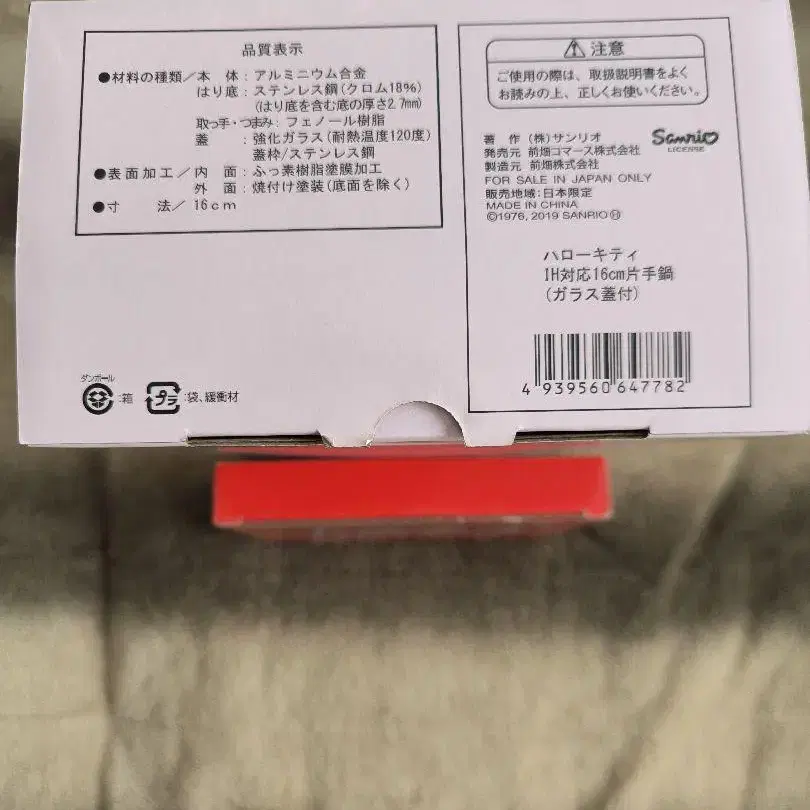 品質表示
●材料の種類／本 体：アルミニウム合金
はり底：ステンレス鋼(クロム18%)
(はり底を含む底の厚さ2.7mm)
取っ手・つまみ：フェノール樹脂
蓋 ：強化ガラス(耐熱温度120度)
蓋枠/ステンレス鋼
●表面加工／内 面：ふっ素樹脂塗膜加工
外 面：焼付け塗装(底面を除く)
●寸 法／ 16cm
ダンボール
:箱 プラ :袋、緩衝材
⚠ 注意
ご使用の際は、取扱説明書をよく
お読みの上、正しくお使いください。
著 作 (株)サンリオ
発売元 前畑コマース株式会社
製造元 前畑株式会社
Sanrio
LICENSE
FOR SALE IN JAPAN ONLY
販売地域:日本限定
MADE IN CHINA
©1976, 2019 SANRIO Ⓗ
ハローキティ
IH対応16cm片手鍋
(ガラス蓋付)
4 939560 647782